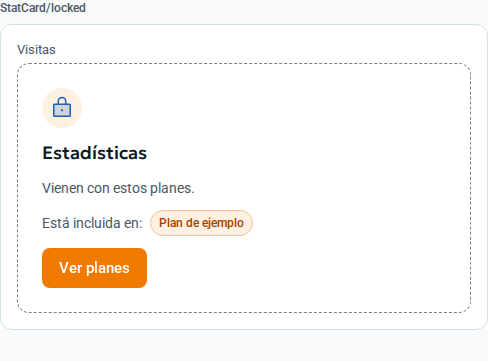 StatCard/locked
Visitas
Estadísticas
Vienen con estos planes.
Está incluida en: Plan de ejemplo
Ver planes